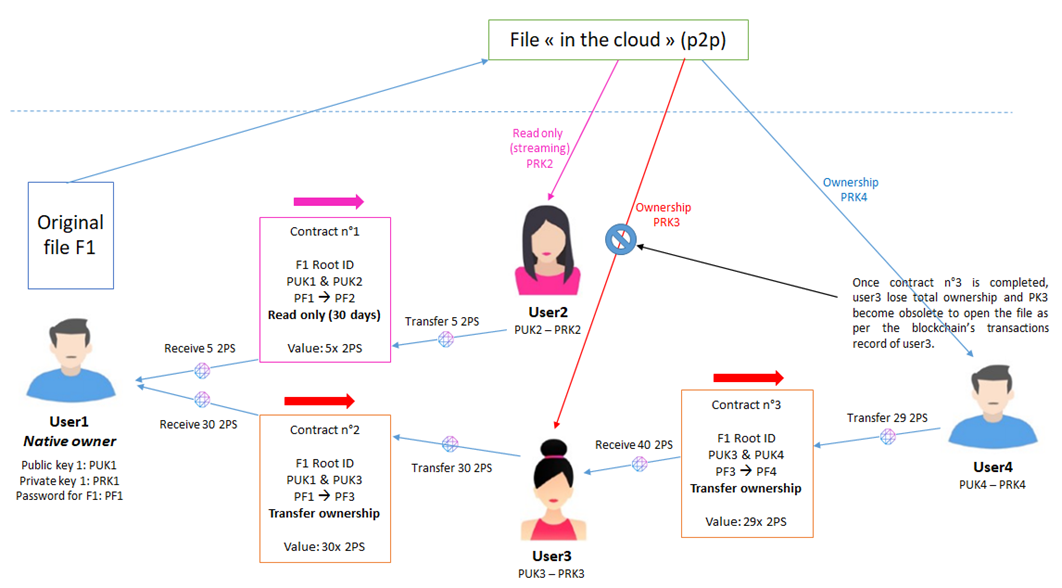 File « in the cloud » (p2p)
Read only
(streaming)
PRK2
Ownership
PRK3
Ownership
PRK4
Original
file F1
Contract n°1
F1 Root ID
PUK1 & PUK2
PF1 → PF2
Read only (30 days)
Value: 5x 2PS
Transfer 5 2PS
Receive 5 2PS
User2
PUK2 – PRK2
Once contract n°3 is completed,
user3 lose total ownership and PK3
become obsolete to open the file as
per the blockchain's transactions
record of user3.
User1
Native owner
Public key 1: PUK1
Private key 1: PRK1
Password for F1: PF1
Receive 30 2PS
Contract n°2
F1 Root ID
PUK1 & PUK3
PF1 → PF3
Transfer ownership
Value: 30x 2PS
Transfer 30 2PS
User3
PUK3 – PRK3
Receive 40 2PS
Contract n°3
F1 Root ID
PUK3 & PUK4
PF3 → PF4
Transfer ownership
Value: 29x 2PS
Transfer 29 2PS
User4
PUK4 – PRK4